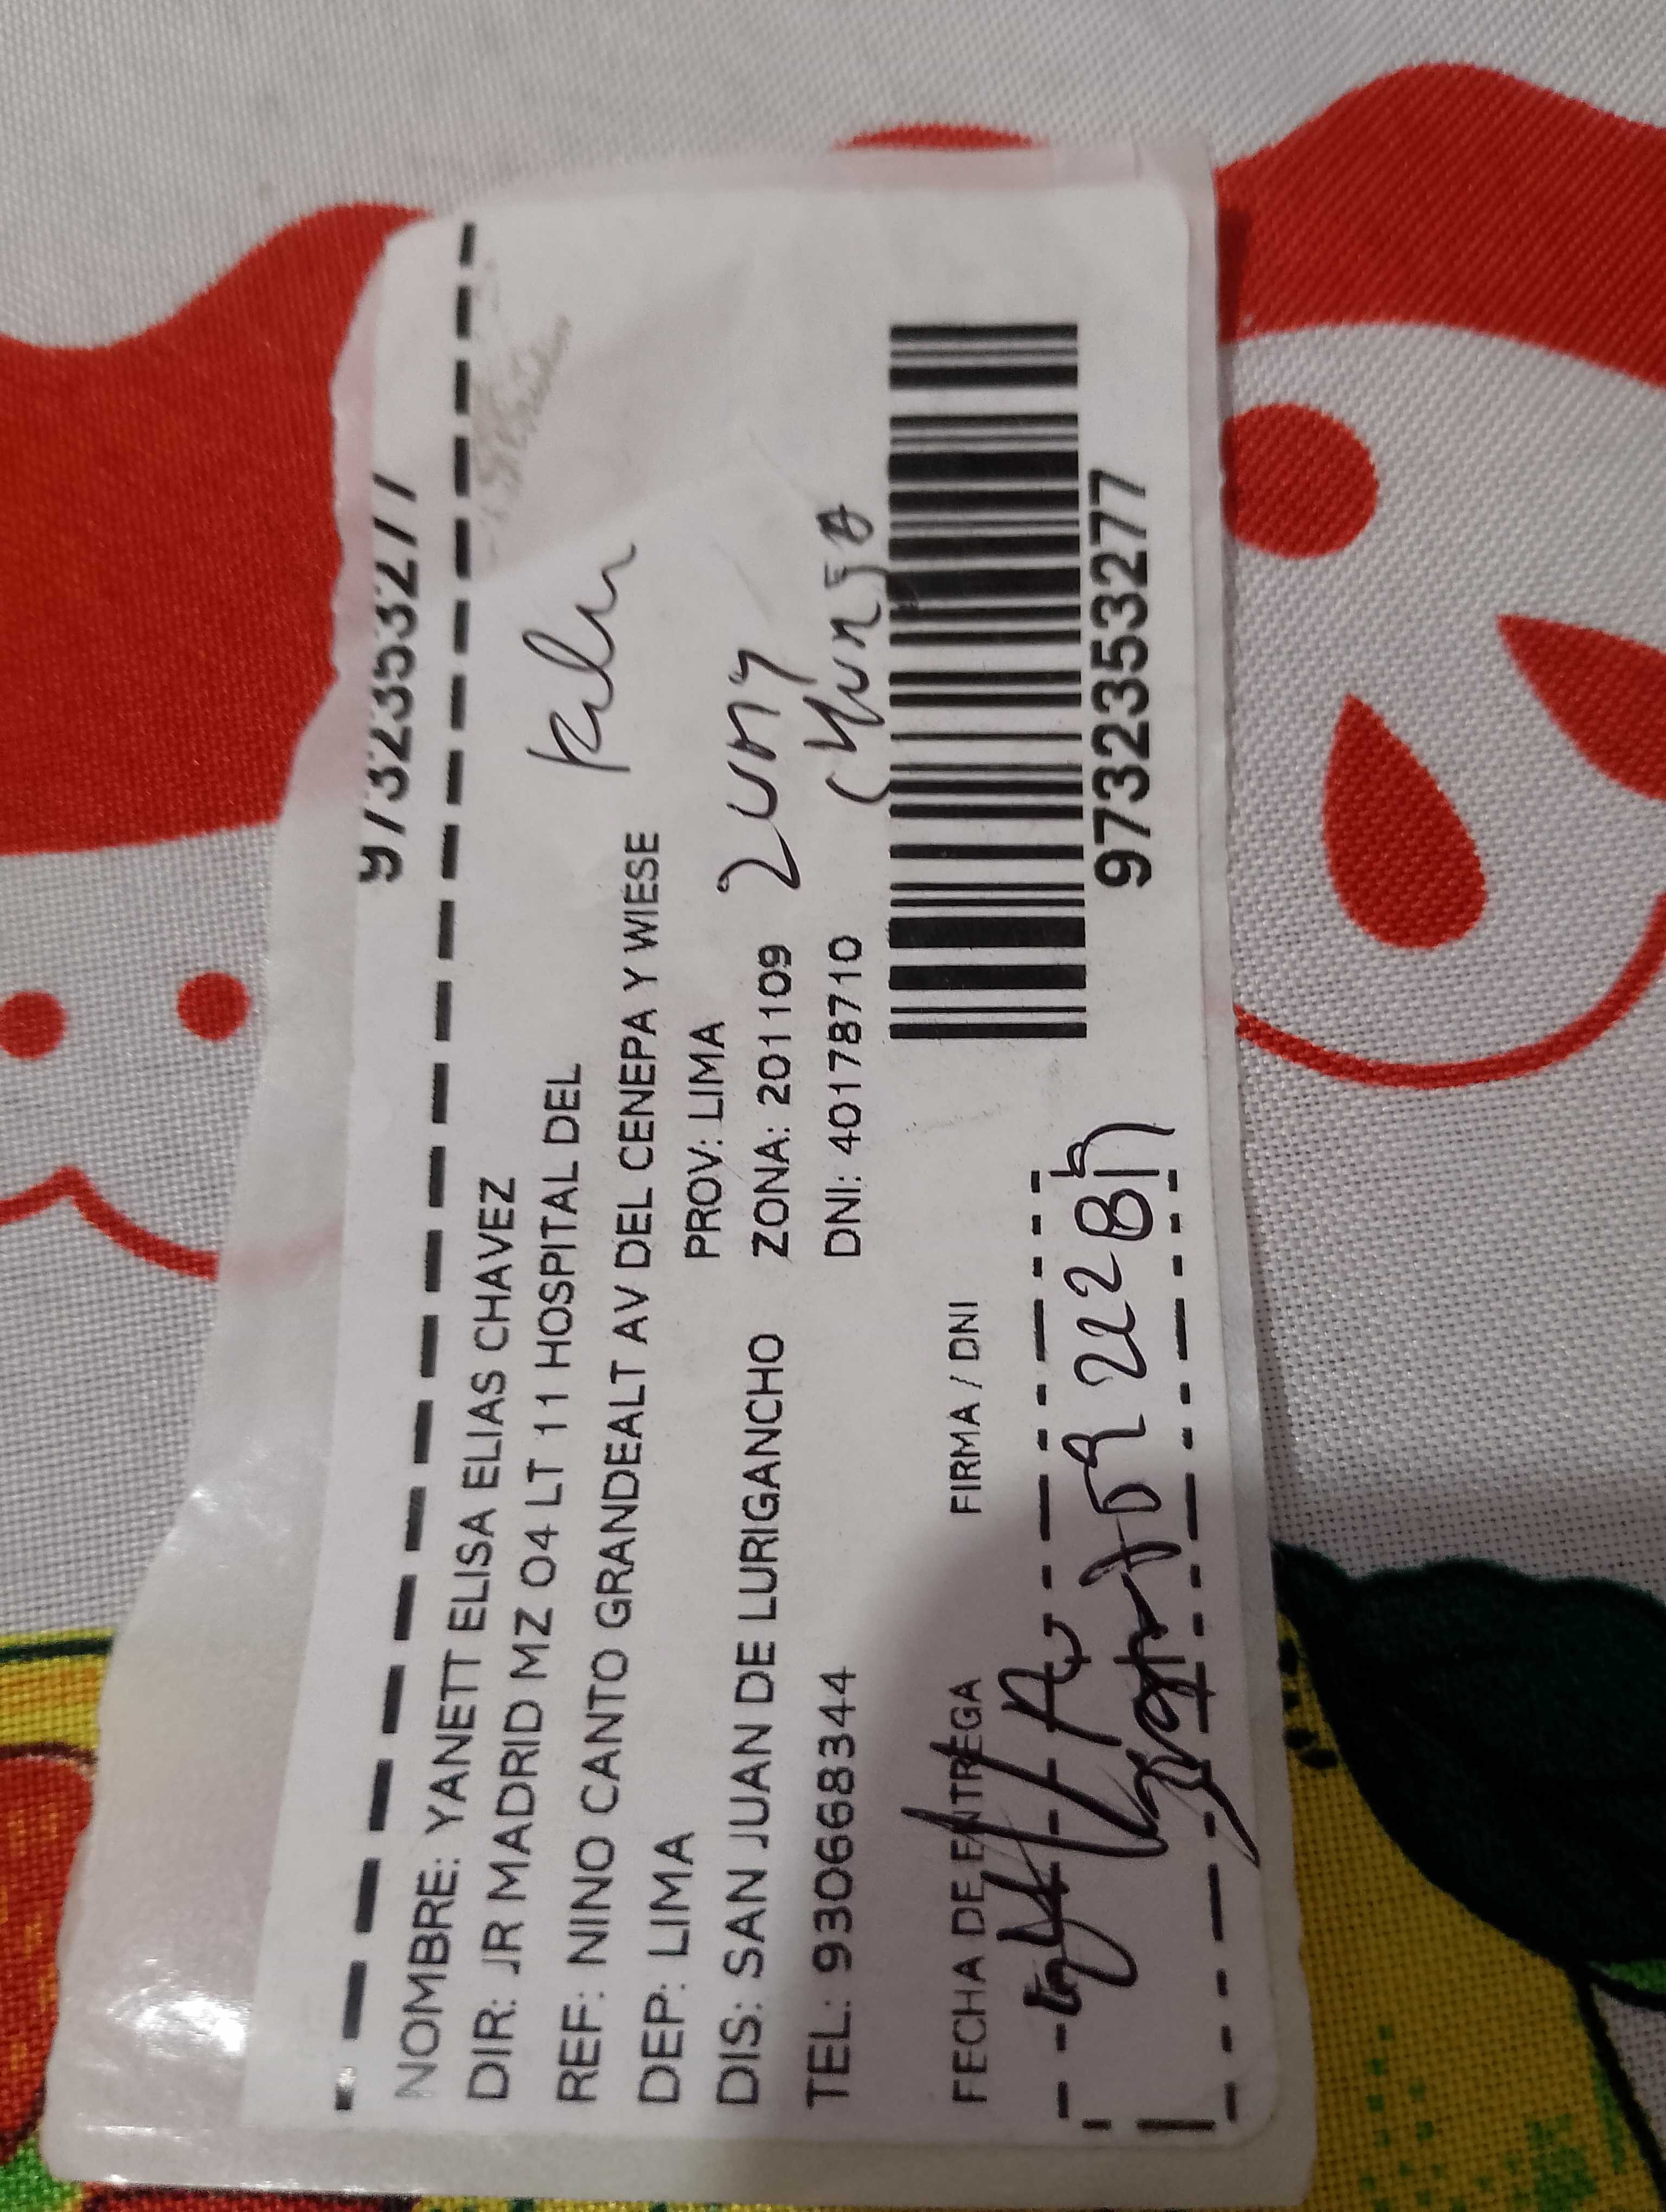 9732353277
NOMBRE: YANETT ELISA ELIAS CHAVEZ
DIR: JR MADRID MZ O4 LT 11 HOSPITAL DEL
REF: NINO CANTO GRANDEALT AV DEL CENEPA Y WIESE
DEP: LIMA PROV: LIMA
DIS: SAN JUAN DE LURIGANCHO ZONA: 201109
TEL: 930668344 DNI: 40178710
FECHA DE ENTREGA FIRMA / DNI
9732353277